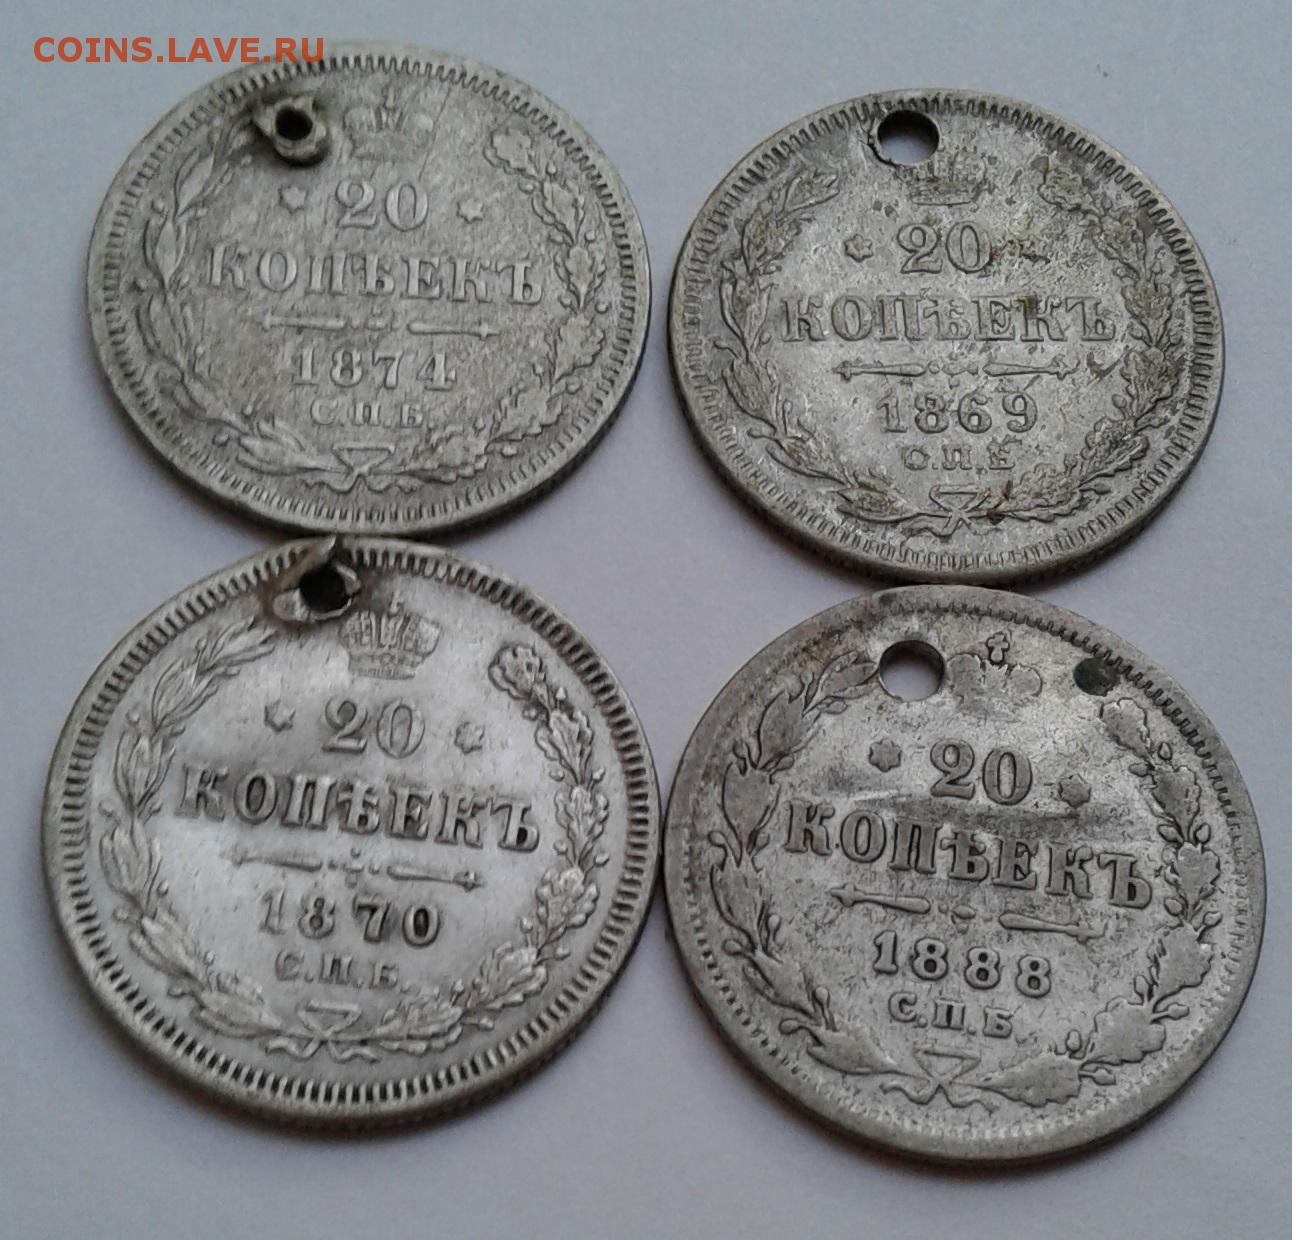 COINS.LAVE.RU
20
КОПѢЕКЪ
1874
С.П.Б
20
КОПѢЕКЪ
1869
С.П.Б
20
КОПѢЕКЪ
1870
С.П.Б.
20
КОПѢЕКЪ
1888
С.П.Б